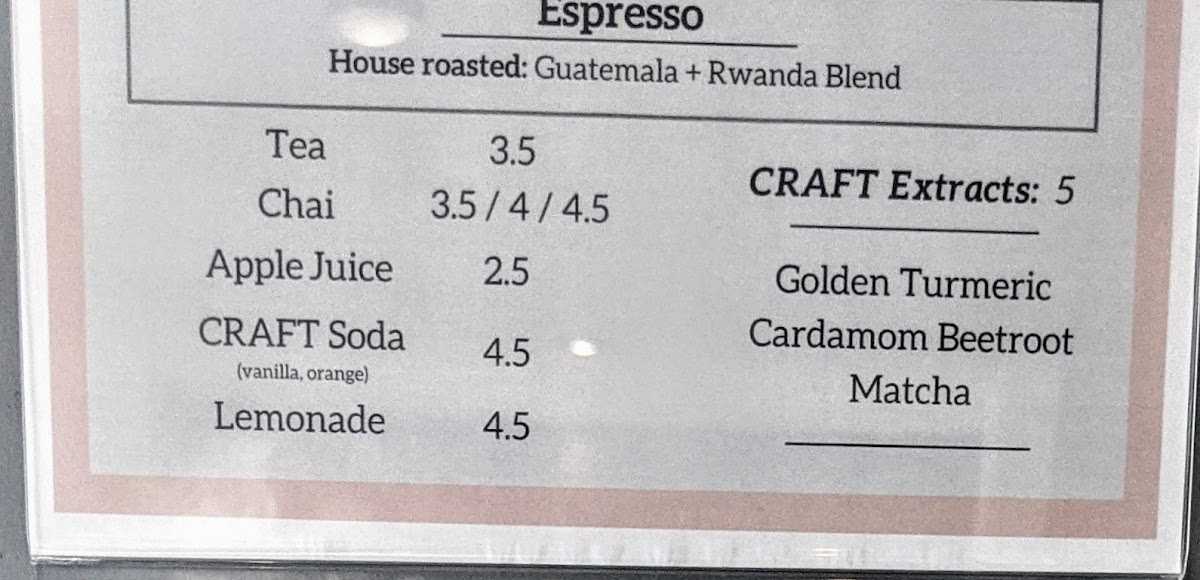 Espresso
House roasted: Guatemala + Rwanda Blend
Tea 3.5
Chai 3.5 / 4 / 4.5
Apple Juice 2.5
CRAFT Soda 4.5
(vanilla, orange)
Lemonade 4.5
CRAFT Extracts: 5
Golden Turmeric
Cardamom Beetroot
Matcha